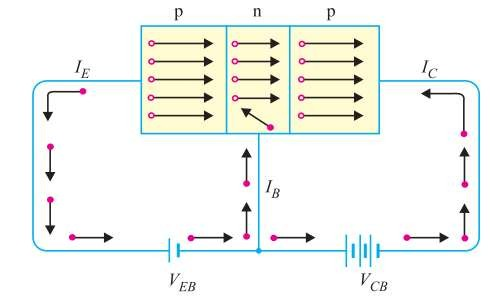 p n p
I_E I_C
I_B
V_EB V_CB